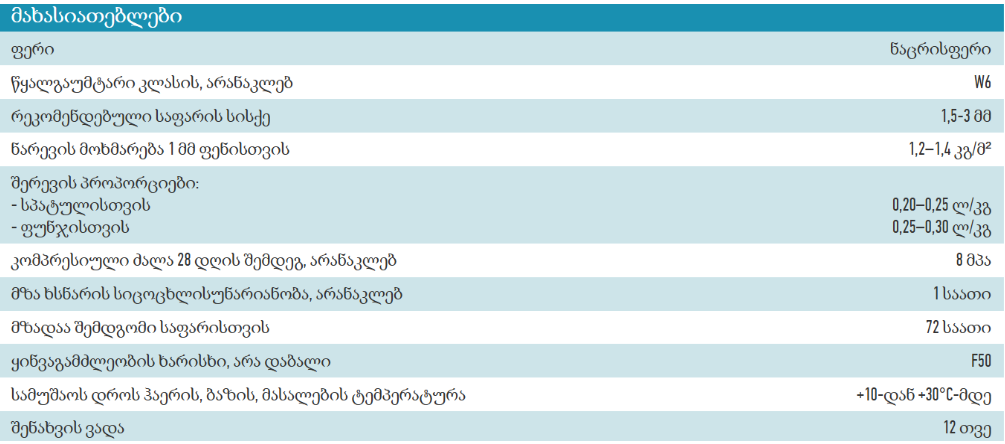 მახასიათებლები
ფერი ნაცრისფერი
წყალგაუმტარი კლასის, არანაკლებ W6
რეკომენდებული საფარის სისქე 1,5-3 მმ
ნარევის მოხმარება 1 მმ ფენისთვის 1,2–1,4 კგ/მ²
შერევის პროპორციები:
- სპატულისთვის 0,20–0,25 ლ/კგ
- ფუნჯისთვის 0,25–0,30 ლ/კგ
კომპრესიული ძალა 28 დღის შემდეგ, არანაკლებ 8 მპა
მზა ხსნარის სიცოცხლისუნარიანობა, არანაკლებ 1 საათი
მზადაა შემდგომი საფარისთვის 72 საათი
ყინვაგამძლეობის ხარისხი, არა დაბალი F50
სამუშაოს დროს ჰაერის, ბაზის, მასალების ტემპერატურა +10-დან +30°C-მდე
შენახვის ვადა 12 თვე